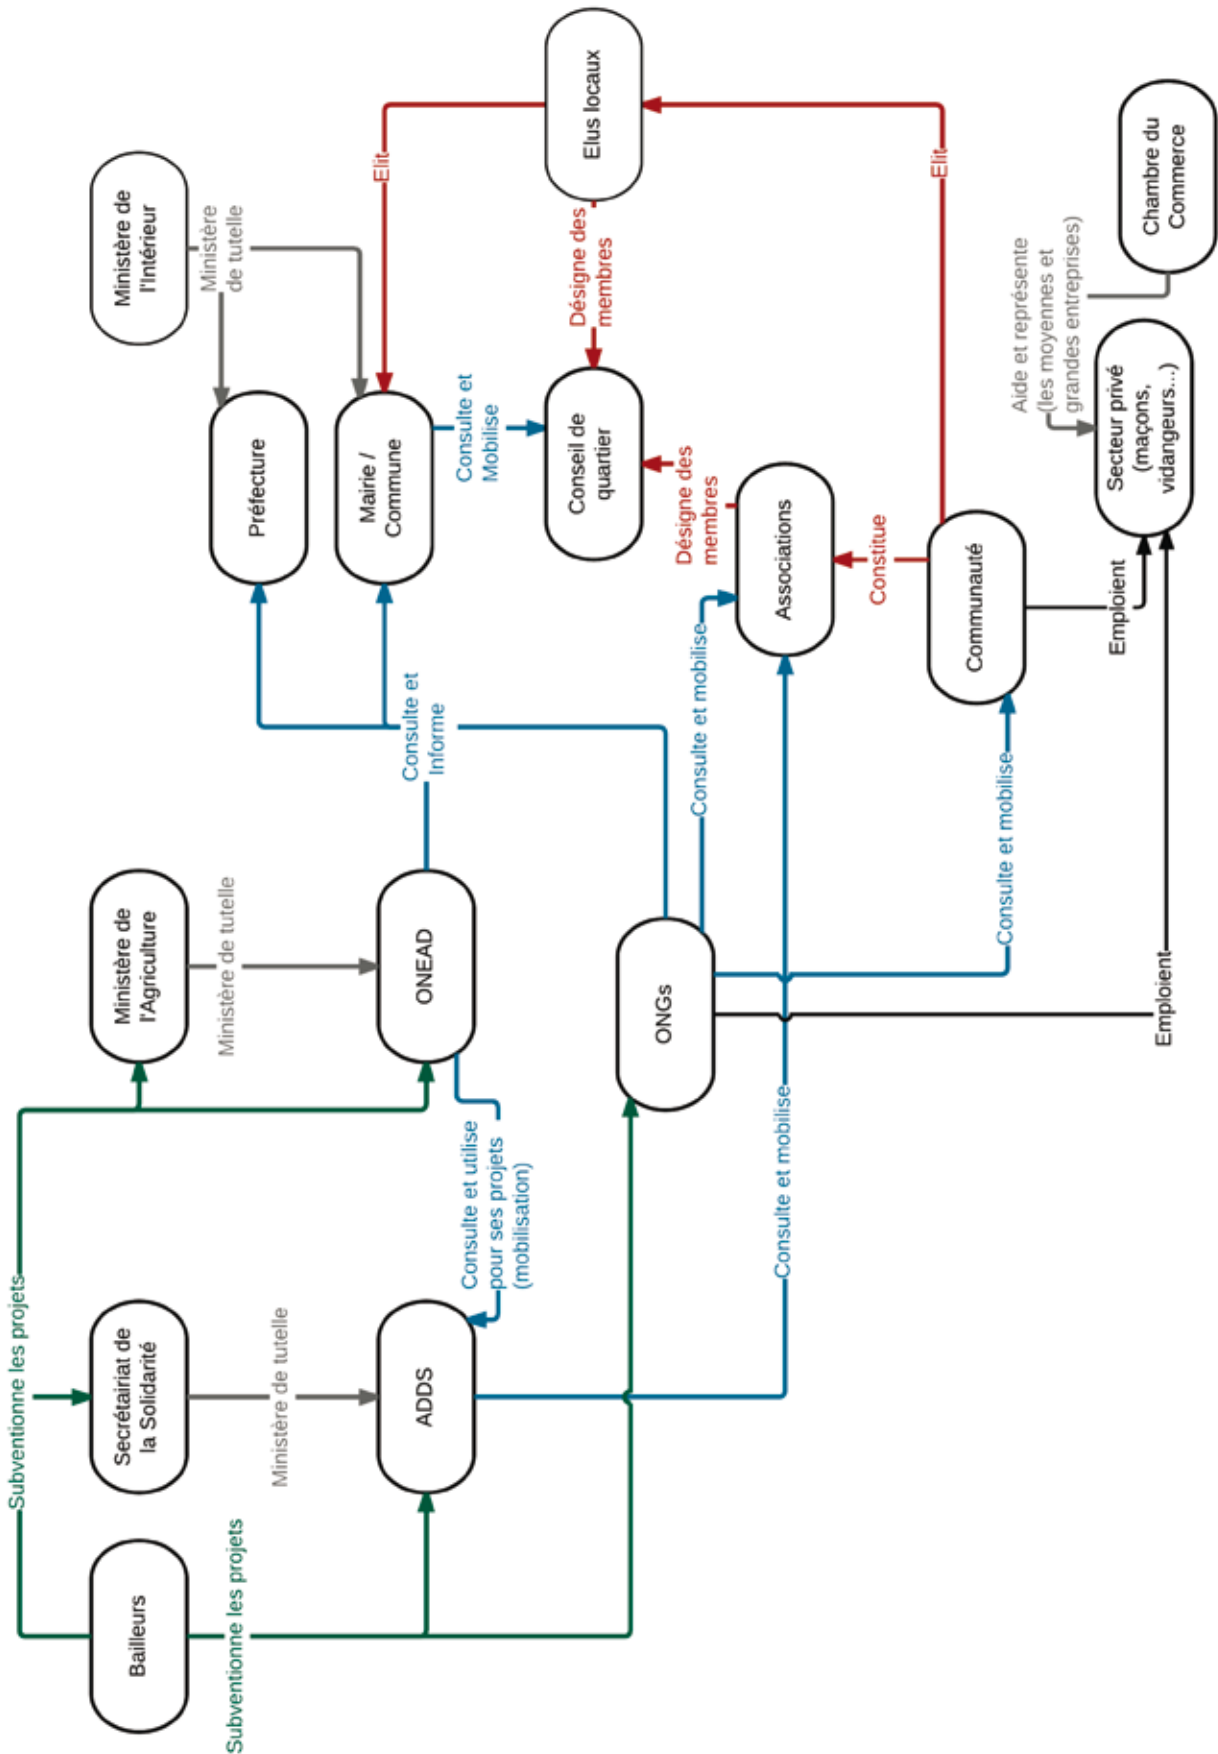 Subventionne les projets
Bailleurs
Secrétairiat de
la Solidarité
Ministère de
l'Agriculture
Ministère de
l'Intérieur
Subventionne les projets
Ministère de tutelle
Ministère de tutelle
Ministère
de tutelle
Préfecture
ADDS
ONEAD
Consulte et
Informe
Mairie /
Commune
Elit
Consulte et utilise
pour ses projets
(mobilisation)
Consulte et
Mobilise
Conseil de
quartier
Désigne des
membres
Elus locaux
ONGs
Consulte et mobilise
Désigne des
membres
Consulte et mobilise
Associations
Constitue
Elit
Consulte et mobilise
Communauté
Aide et représente
(les moyennes et
grandes entreprises)
Emploient
Emploient
Secteur privé
(maçons,
vidangeurs...)
Chambre du
Commerce